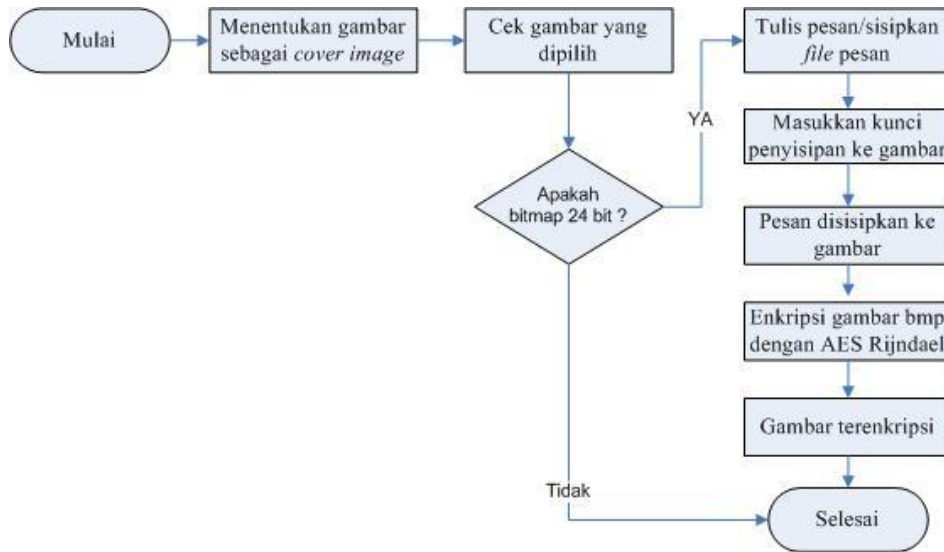 Mulai
Menentukan gambar
sebagai cover image
Cek gambar yang
dipilih
Apakah
bitmap 24 bit ?
YA
Tulis pesan/sisipkan
file pesan
Masukkan kunci
penyisipan ke gambar
Pesan disisipkan ke
gambar
Enkripsi gambar bmp
dengan AES Rijndael
Gambar terenkripsi
Tidak
Selesai